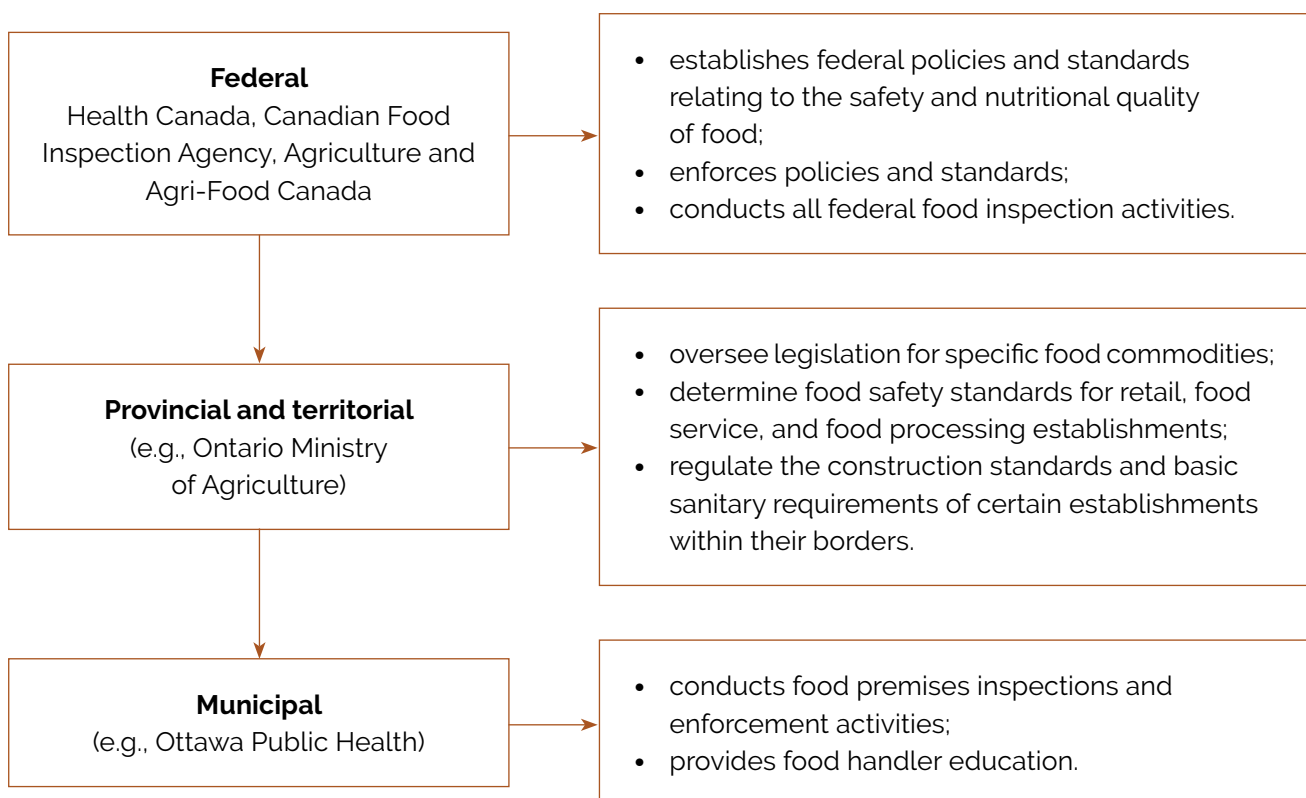 Federal
Health Canada, Canadian Food
Inspection Agency, Agriculture and
Agri-Food Canada
• establishes federal policies and standards
relating to the safety and nutritional quality
of food;
• enforces policies and standards;
• conducts all federal food inspection activities.
Provincial and territorial
(e.g., Ontario Ministry
of Agriculture)
• oversee legislation for specific food commodities;
• determine food safety standards for retail, food
service, and food processing establishments;
• regulate the construction standards and basic
sanitary requirements of certain establishments
within their borders.
Municipal
(e.g., Ottawa Public Health)
• conducts food premises inspections and
enforcement activities;
• provides food handler education.